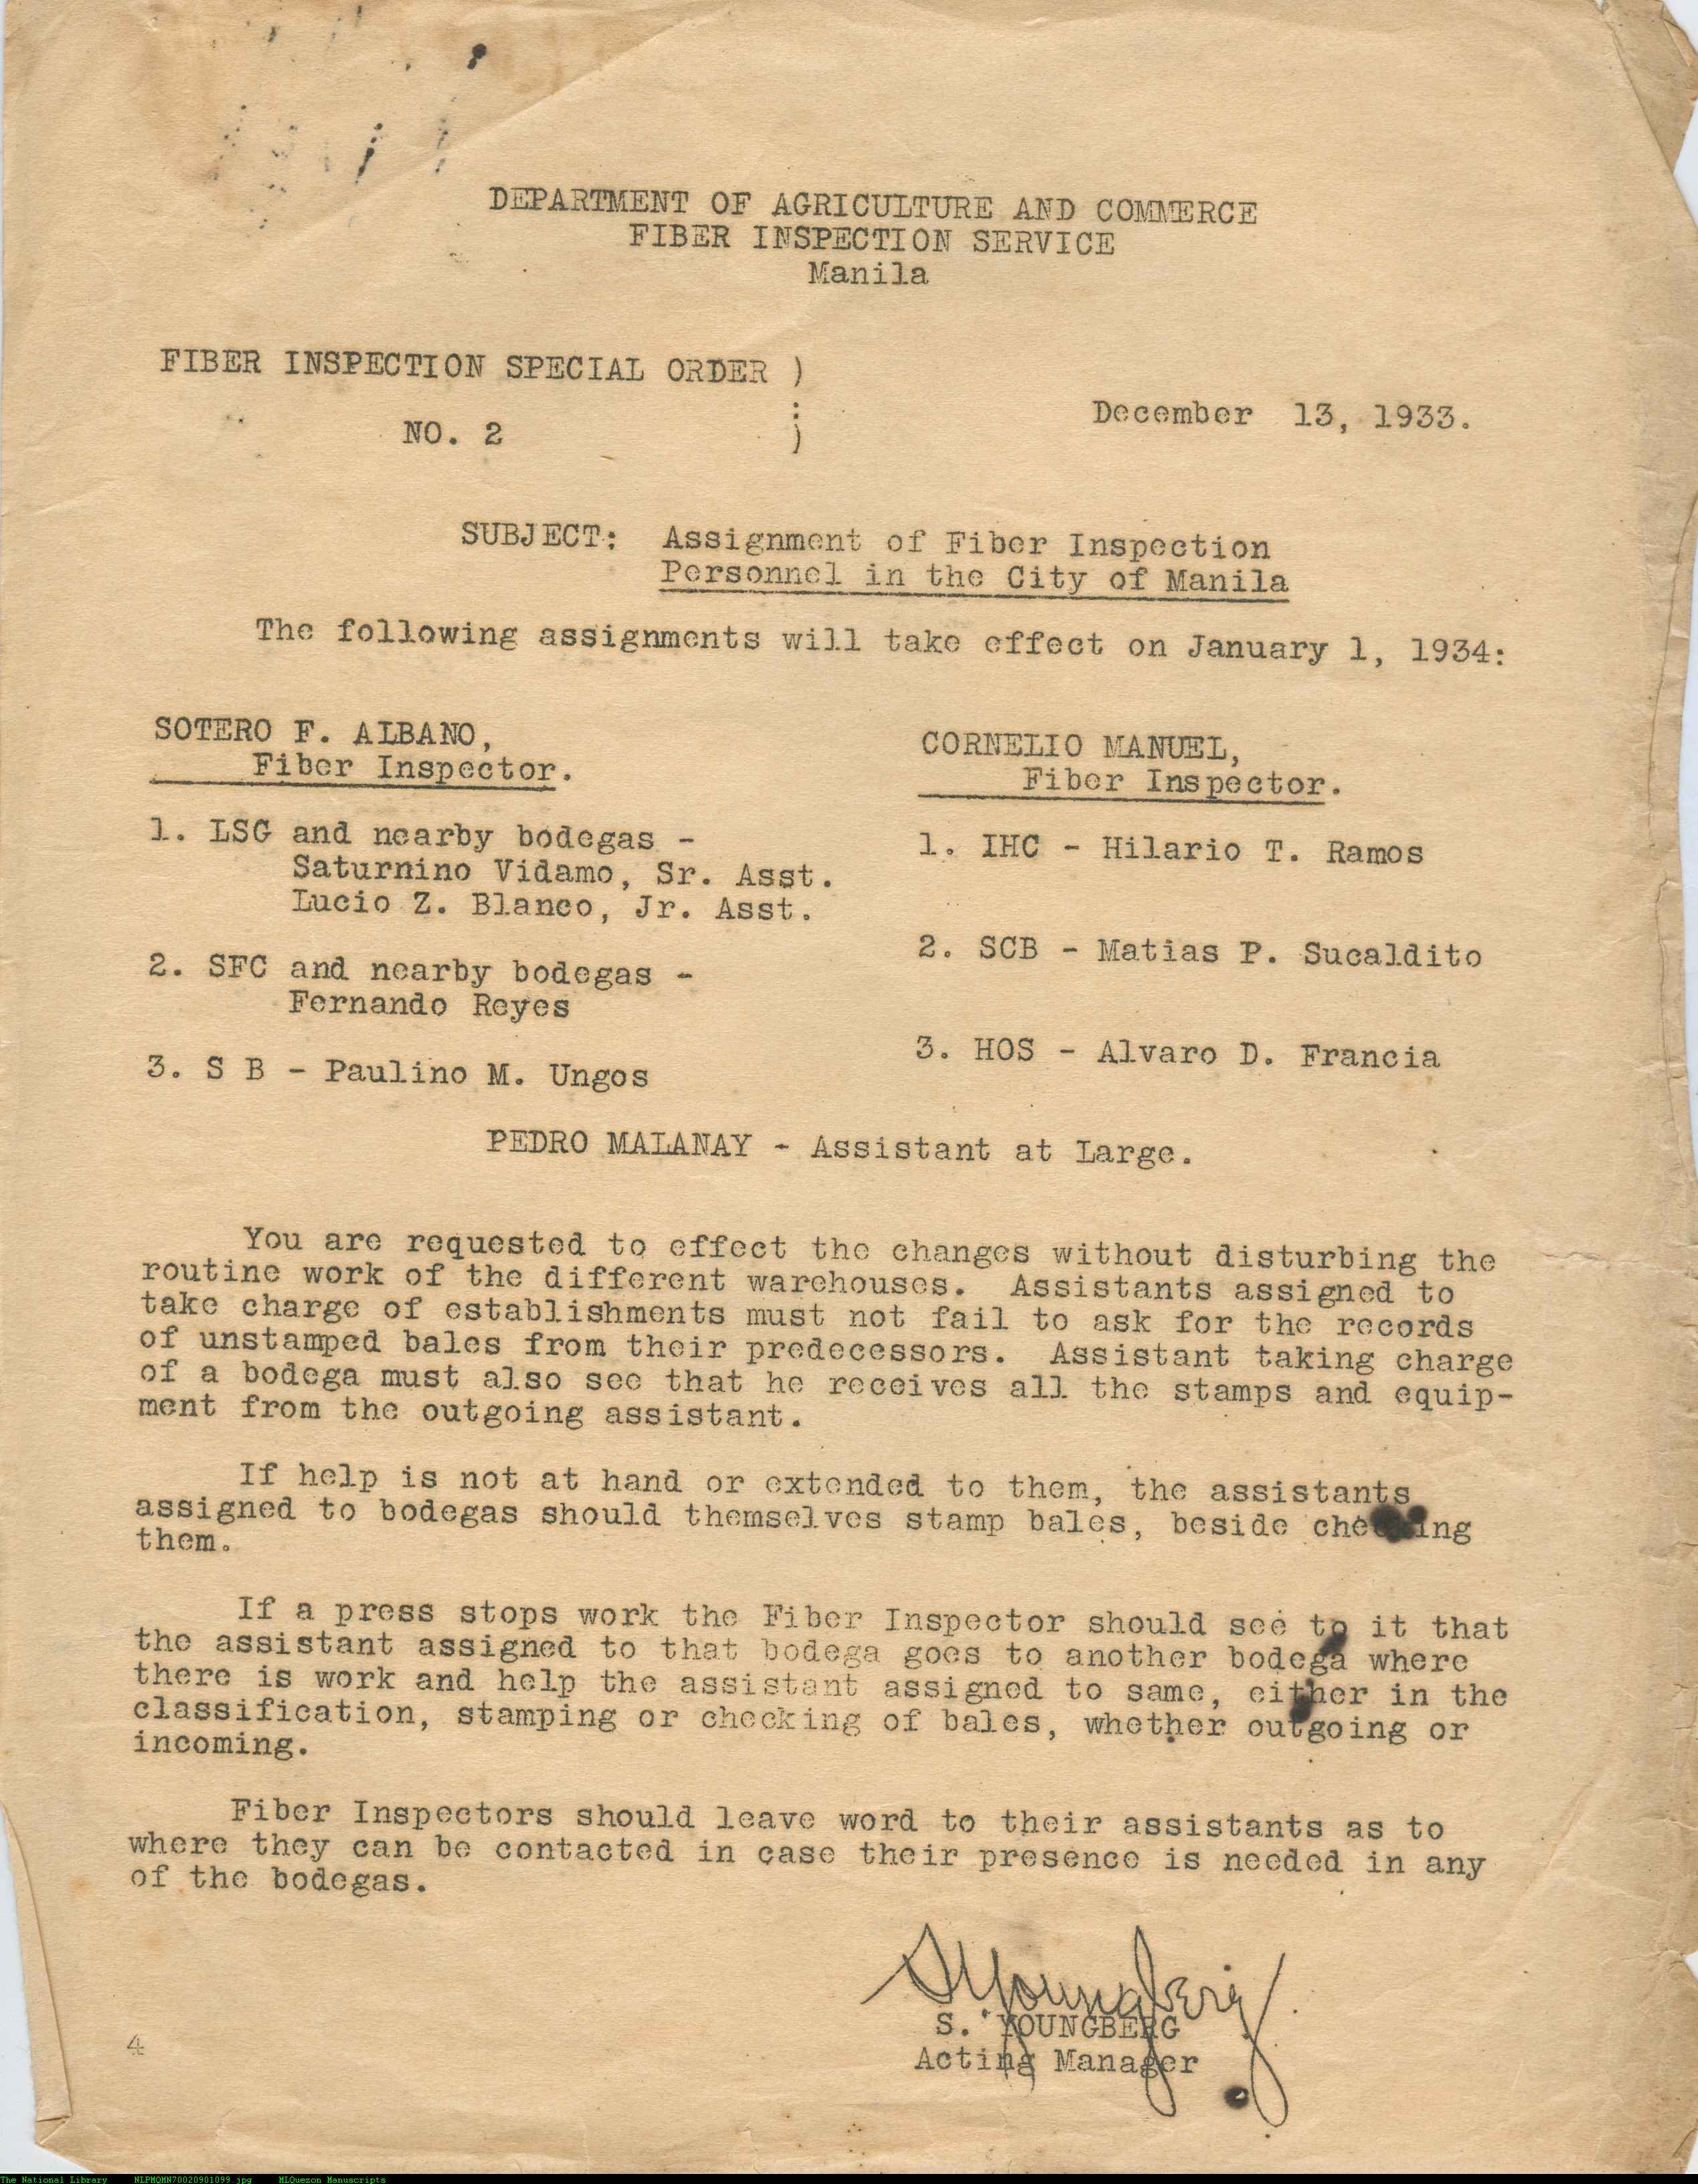 DEPARTMENT OF AGRICULTURE AND COMMERCE
FIBER INSPECTION SERVICE
Manila
FIBER INSPECTION SPECIAL ORDER )
:
NO. 2 )
December 13, 1933.
SUBJECT: Assignment of Fiber Inspection
Personnel in the City of Manila
The following assignments will take effect on January 1, 1934:
SOTERO F. ALBANO,
Fiber Inspector.
1. LSG and nearby bodegas -
Saturnino Vidamo, Sr. Asst.
Lucio Z. Blanco, Jr. Asst.
2. SFC and nearby bodegas -
Fernando Reyes
3. S B - Paulino M. Ungos
CORNELIO MANUEL,
Fiber Inspector.
1. IHC - Hilario T. Ramos
2. SCB - Matias P. Sucaldito
3. HOS - Alvaro D. Francia
PEDRO MALANAY - Assistant at Large.
You are requested to effect the changes without disturbing the
routine work of the different warehouses. Assistants assigned to
take charge of establishments must not fail to ask for the records
of unstamped bales from their predecessors. Assistant taking charge
of a bodega must also see that he receives all the stamps and equip-
ment from the outgoing assistant.
If help is not at hand or extended to them, the assistants
assigned to bodegas should themselves stamp bales, beside checking
them.
If a press stops work the Fiber Inspector should see to it that
the assistant assigned to that bodega goes to another bodega where
there is work and help the assistant assigned to same, either in the
classification, stamping or checking of bales, whether outgoing or
incoming.
Fiber Inspectors should leave word to their assistants as to
where they can be contacted in case their presence is needed in any
of the bodegas.
SYoungberg
S. YOUNGBERG
Acting Manager
4
The National Library NLPMQMN70020901099.jpg MLQuezon Manuscripts